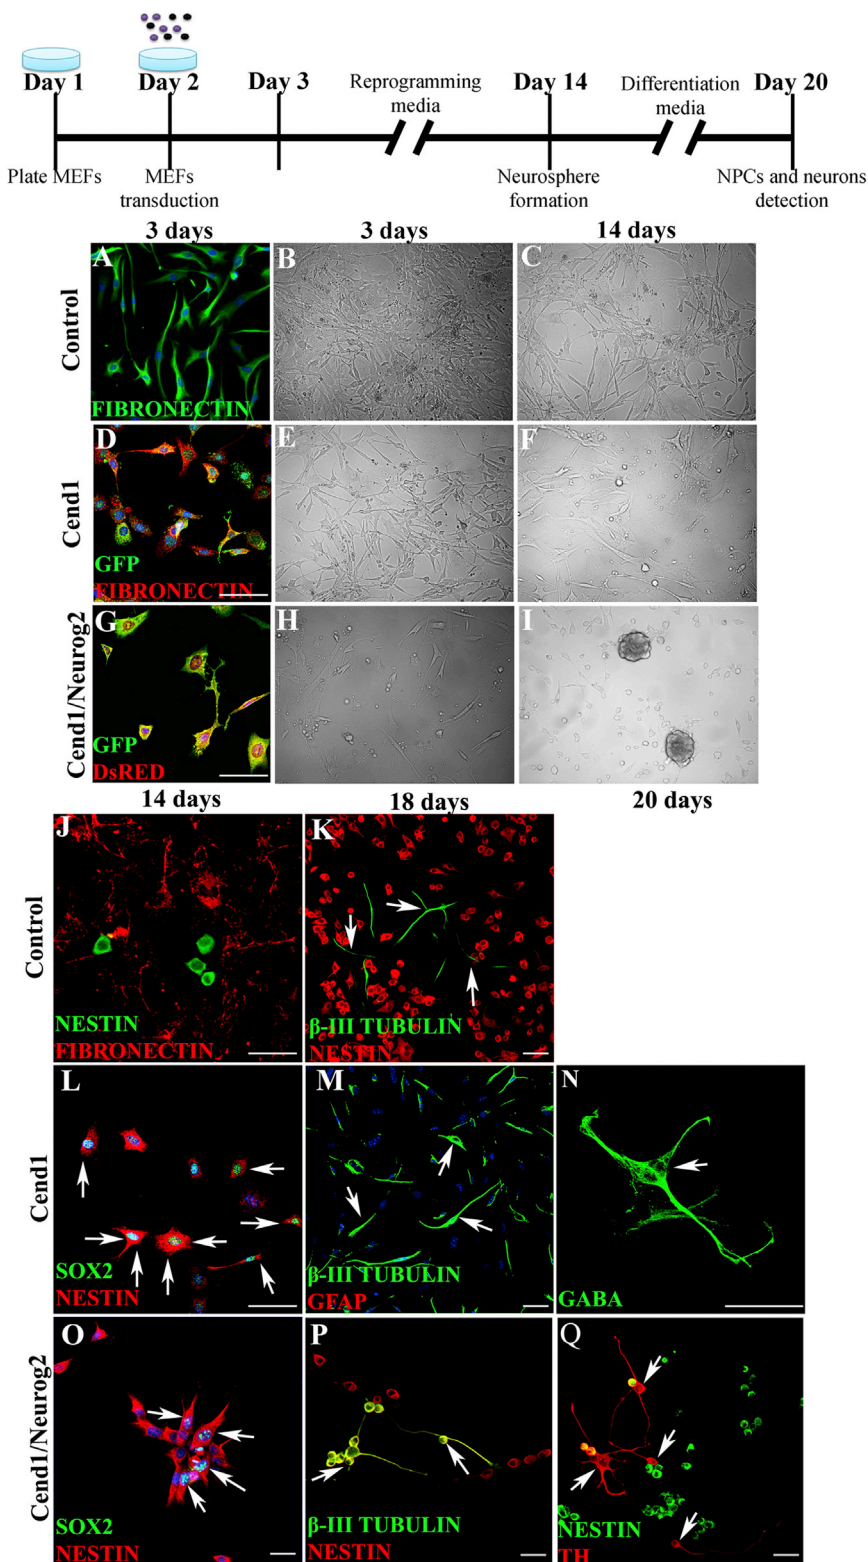 Day 1 Day 2 Day 3 Reprogramming media Day 14 Differentiation media Day 20
Plate MEFs
MEFs transduction
Neurosphere formation
NPCs and neurons detection
3 days 3 days 14 days
Control
A
FIBRONECTIN
B
C
Cend1
D
GFP
FIBRONECTIN
E
F
Cend1/Neurog2
G
GFP
DsRED
H
I
14 days 18 days 20 days
Control
J
NESTIN
FIBRONECTIN
K
β-III TUBULIN
NESTIN
Cend1
L
SOX2
NESTIN
M
β-III TUBULIN
GFAP
N
GABA
Cend1/Neurog2
O
SOX2
NESTIN
P
β-III TUBULIN
NESTIN
Q
NESTIN
TH